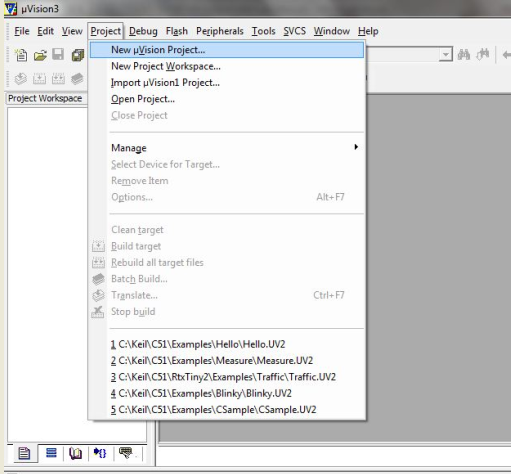 µVision3
File Edit View Project Debug Flash Peripherals Tools SVCS Window Help
New µVision Project...
New Project Workspace...
Import µVision1 Project...
Open Project...
Close Project
Project Workspace
Manage
Select Device for Target...
Remove Item
Options... Alt+F7
Clean target
Build target
Rebuild all target files
Batch Build...
Translate... Ctrl+F7
Stop build
1 C:\Keil\C51\Examples\Hello\Hello.UV2
2 C:\Keil\C51\Examples\Measure\Measure.UV2
3 C:\Keil\C51\RtxTiny2\Examples\Traffic\Traffic.UV2
4 C:\Keil\C51\Examples\Blinky\Blinky.UV2
5 C:\Keil\C51\Examples\CSample\CSample.UV2